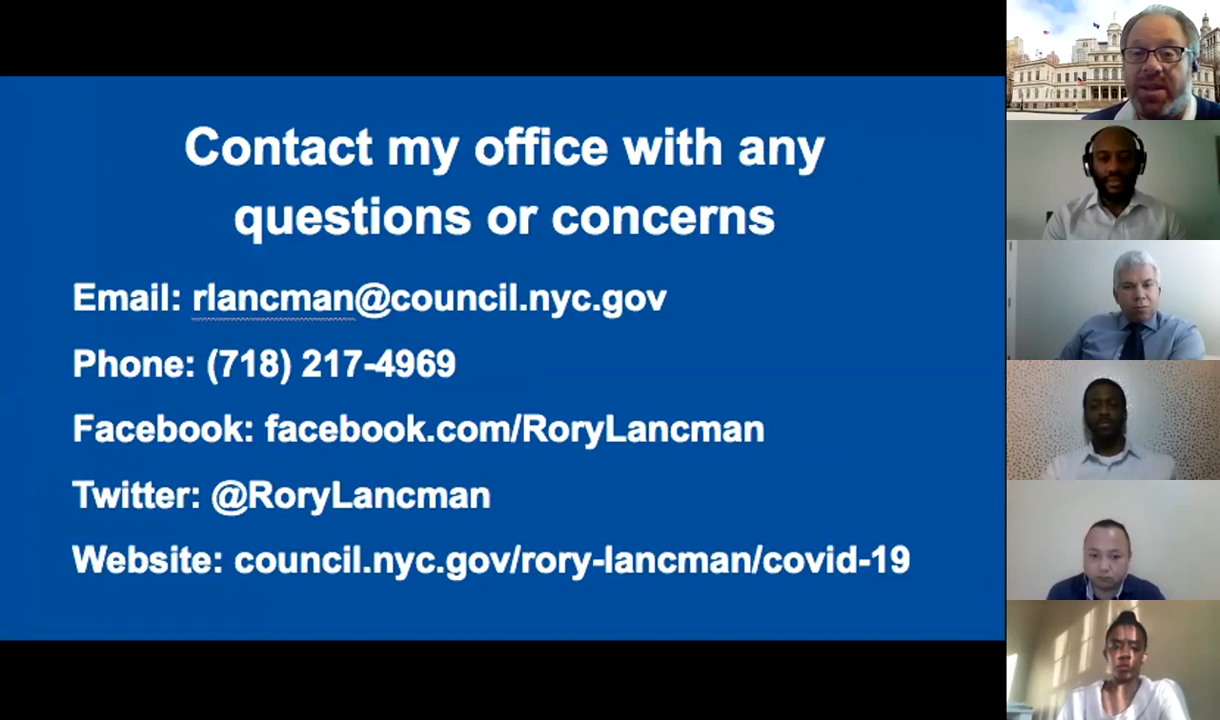 Contact my office with any
questions or concerns
Email: rlancman@council.nyc.gov
Phone: (718) 217-4969
Facebook: facebook.com/RoryLancman
Twitter: @RoryLancman
Website: council.nyc.gov/rory-lancman/covid-19